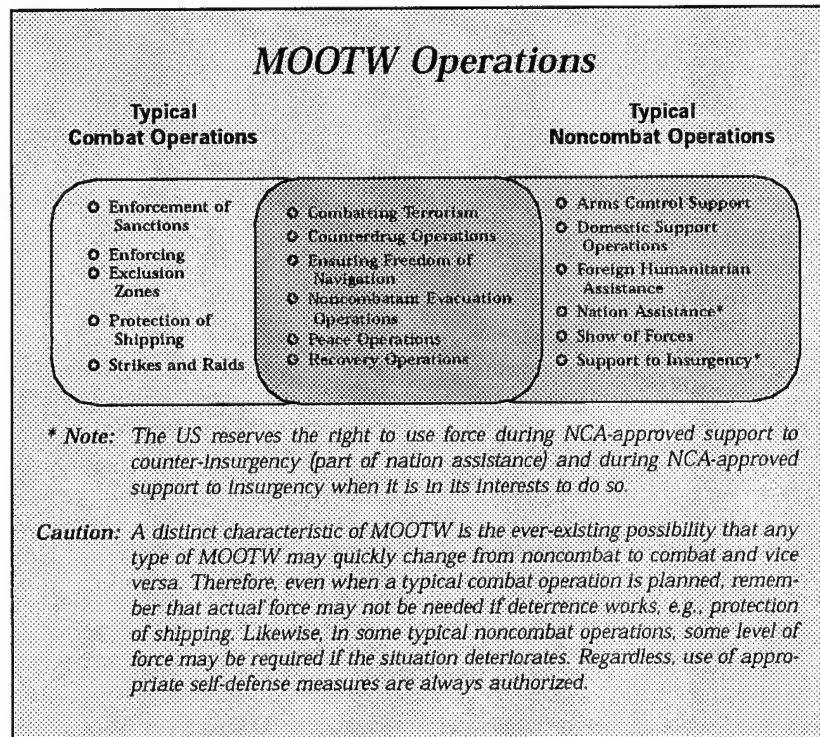 MOOTW Operations
Typical
Combat Operations
Typical
Noncombat Operations
Enforcement of
Sanctions
Enforcing
Exclusion
Zones
Protection of
Shipping
Strikes and Raids
Combatting Terrorism
Counterdrug Operations
Ensuring Freedom of
Navigation
Noncombatant Evacuation
Operations
Peace Operations
Recovery Operations
Arms Control Support
Domestic Support
Operations
Foreign Humanitarian
Assistance
Nation Assistance*
Show of Forces
Support to Insurgency*
* Note: The US reserves the right to use force during NCA-approved support to
counter-insurgency (part of nation assistance) and during NCA-approved
support to insurgency when it is in its interests to do so.
Caution: A distinct characteristic of MOOTW is the ever-existing possibility that any
type of MOOTW may quickly change from noncombat to combat and vice
versa. Therefore, even when a typical combat operation is planned, remem-
ber that actual force may not be needed if deterrence works, e.g., protection
of shipping. Likewise, in some typical noncombat operations, some level of
force may be required if the situation deteriorates. Regardless, use of appro-
priate self-defense measures are always authorized.